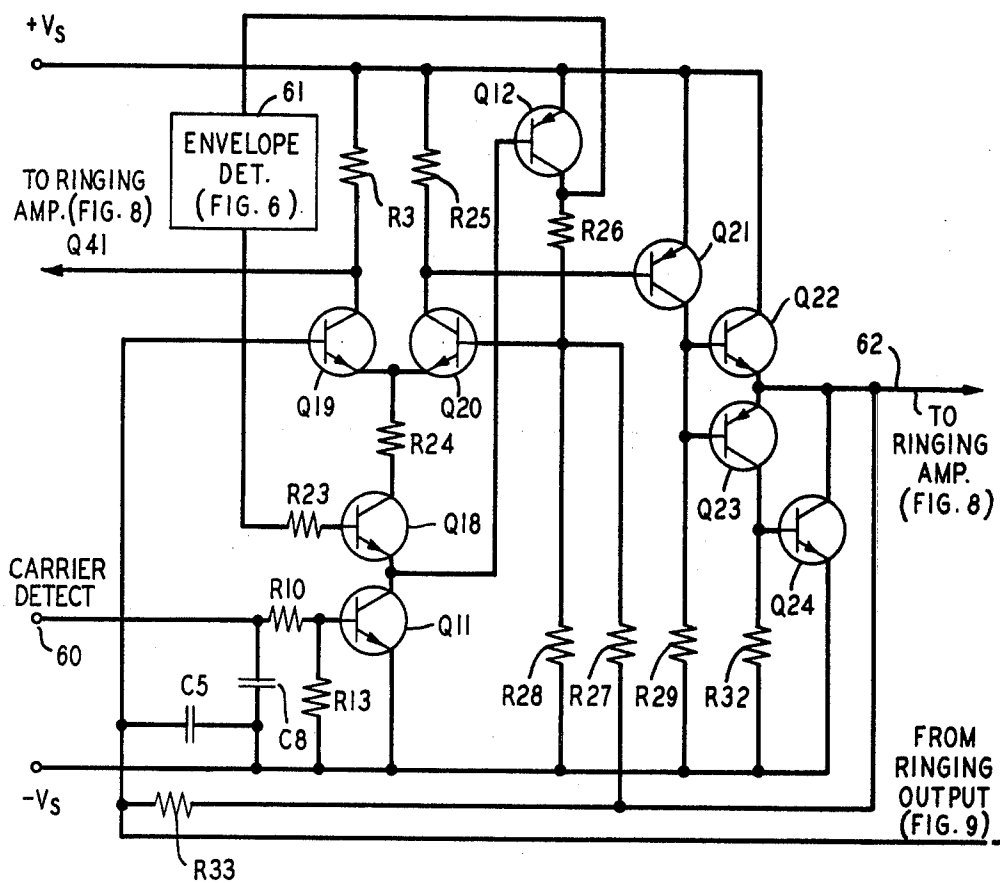 +VS
61
Q12
ENVELOPE
DET.
(FIG. 6)
TO RINGING
AMP.(FIG. 8)
Q41
R3
R25
R26
Q21
Q22
62
Q19
Q20
TO
RINGING
AMP.
(FIG. 8)
R24
Q23
R23
Q18
CARRIER
DETECT
R10
Q24
60
Q11
C5
R13
C8
R28
R27
R29
R32
-VS
FROM
RINGING
OUTPUT
(FIG. 9)
R33